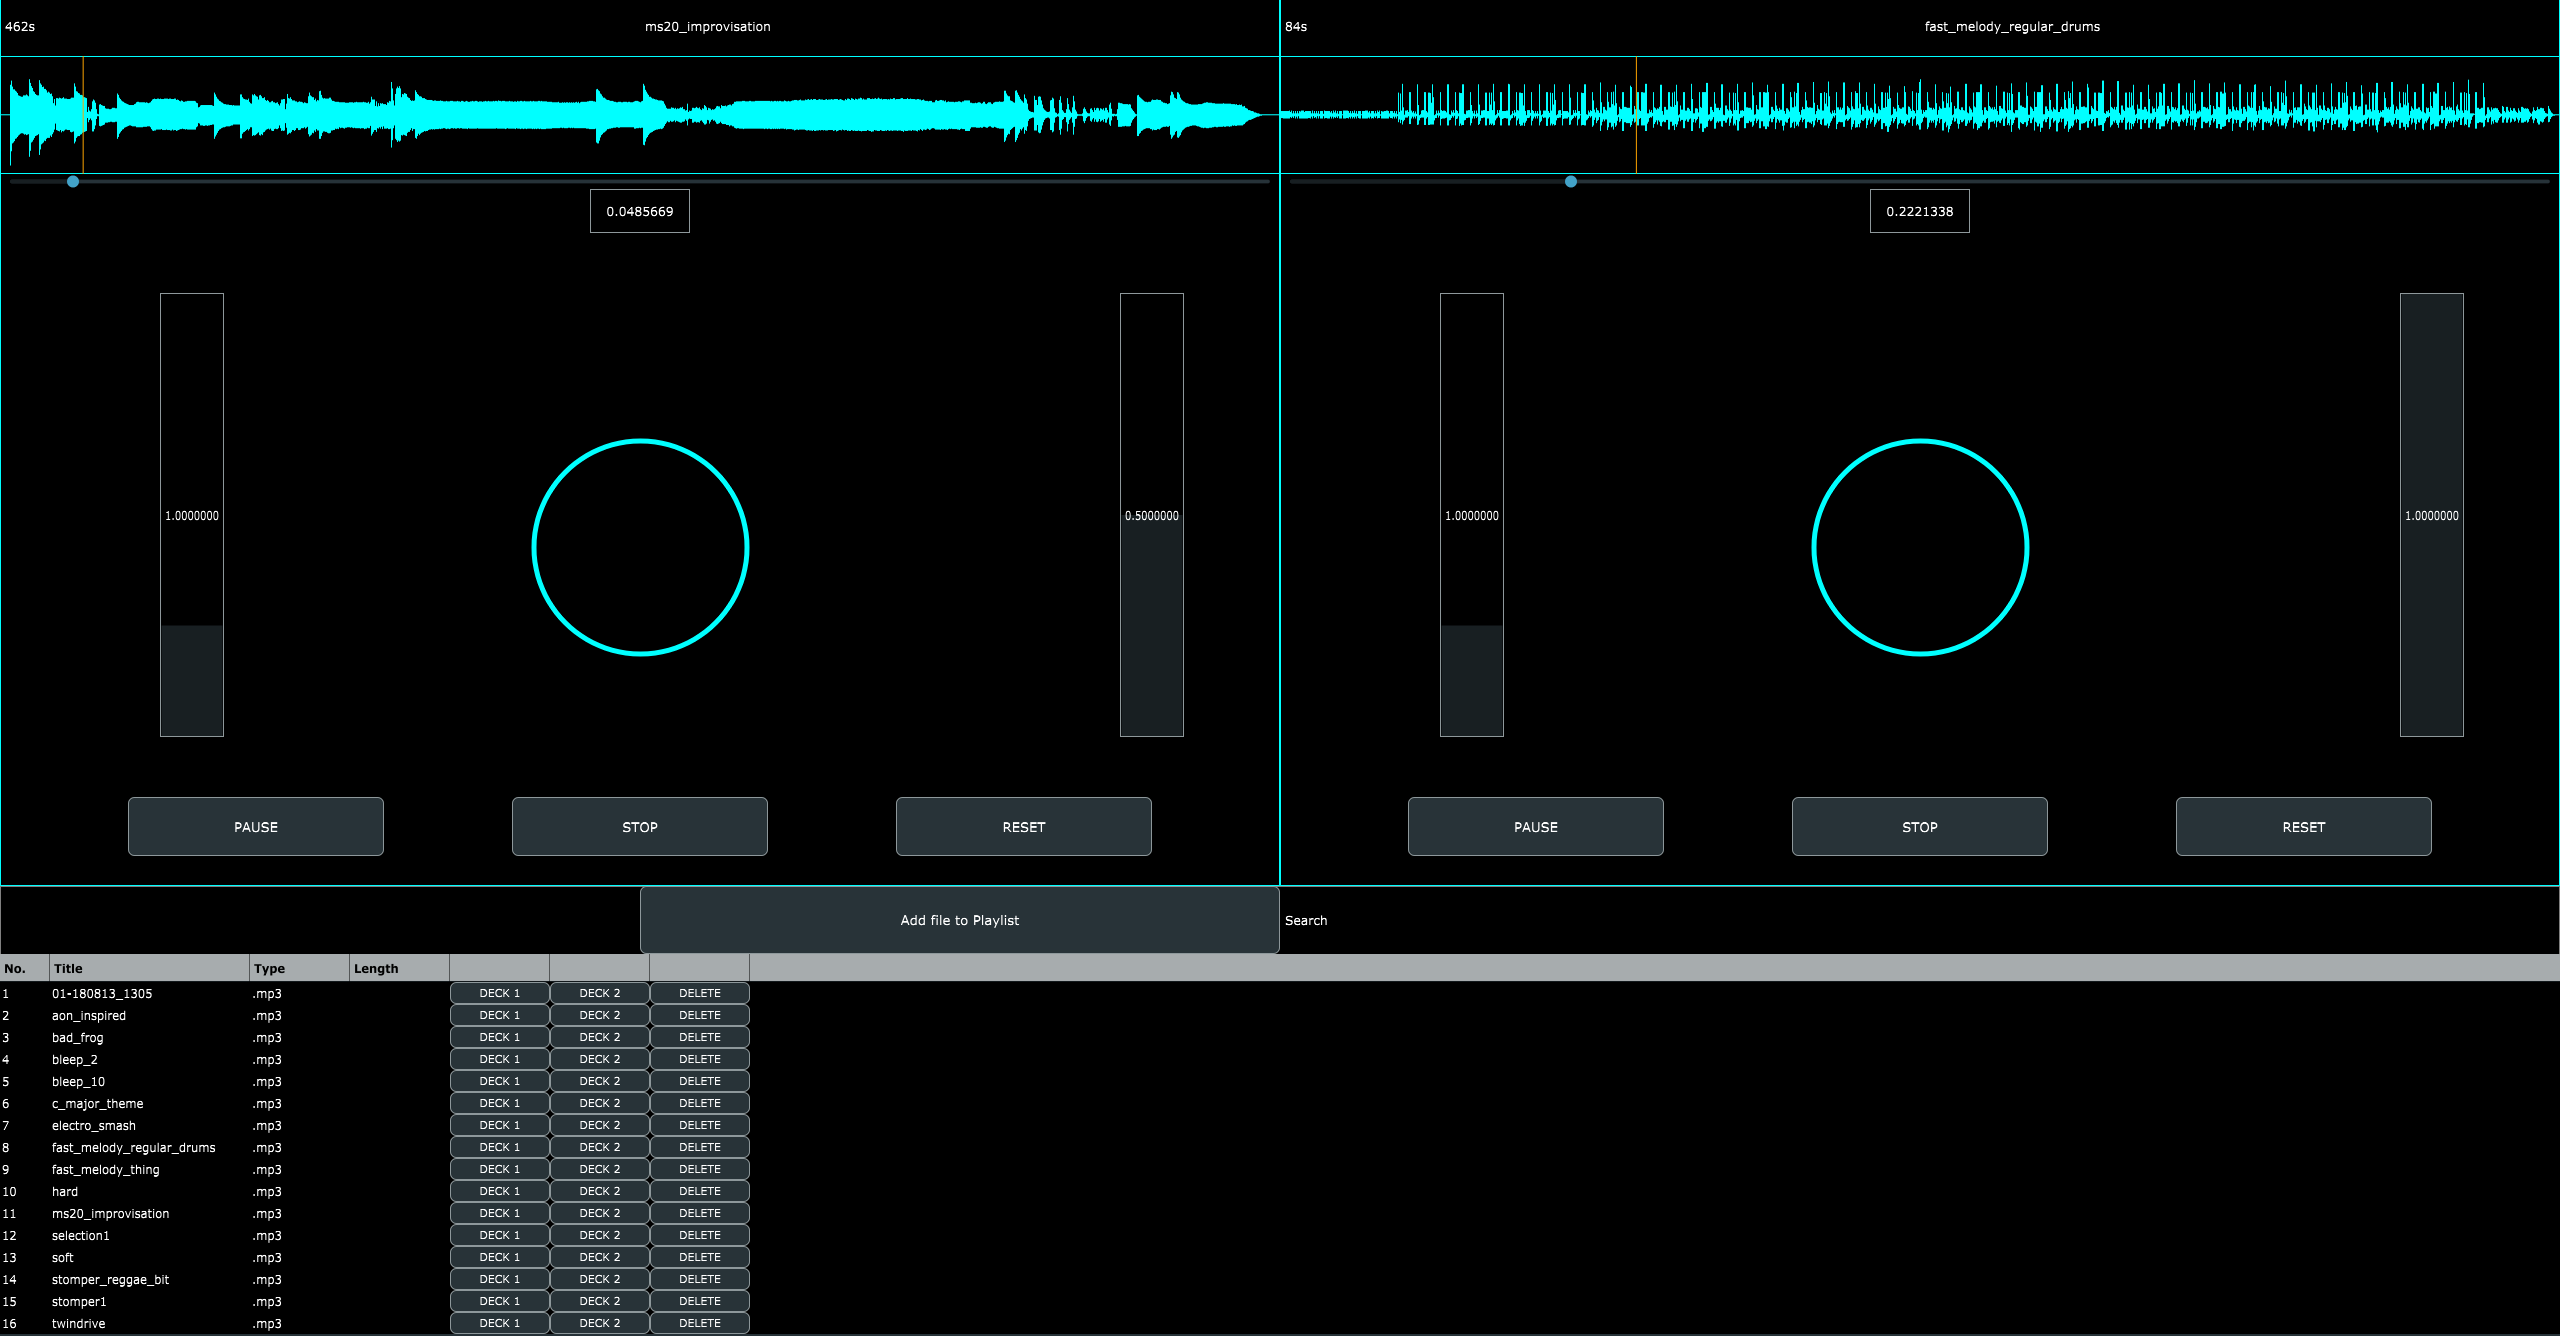 462s ms20_improvisation 84s fast_melody_regular_drums
0.0485669 0.2221338
1.0000000 0.5000000 1.0000000 1.0000000
PAUSE STOP RESET PAUSE STOP RESET
Add file to Playlist Search
No. Title Type Length
1 01-180813_1305 .mp3 DECK 1 DECK 2 DELETE
2 aon_inspired .mp3 DECK 1 DECK 2 DELETE
3 bad_frog .mp3 DECK 1 DECK 2 DELETE
4 bleep_2 .mp3 DECK 1 DECK 2 DELETE
5 bleep_10 .mp3 DECK 1 DECK 2 DELETE
6 c_major_theme .mp3 DECK 1 DECK 2 DELETE
7 electro_smash .mp3 DECK 1 DECK 2 DELETE
8 fast_melody_regular_drums .mp3 DECK 1 DECK 2 DELETE
9 fast_melody_thing .mp3 DECK 1 DECK 2 DELETE
10 hard .mp3 DECK 1 DECK 2 DELETE
11 ms20_improvisation .mp3 DECK 1 DECK 2 DELETE
12 selection1 .mp3 DECK 1 DECK 2 DELETE
13 soft .mp3 DECK 1 DECK 2 DELETE
14 stomper_reggae_bit .mp3 DECK 1 DECK 2 DELETE
15 stomper1 .mp3 DECK 1 DECK 2 DELETE
16 twindrive .mp3 DECK 1 DECK 2 DELETE